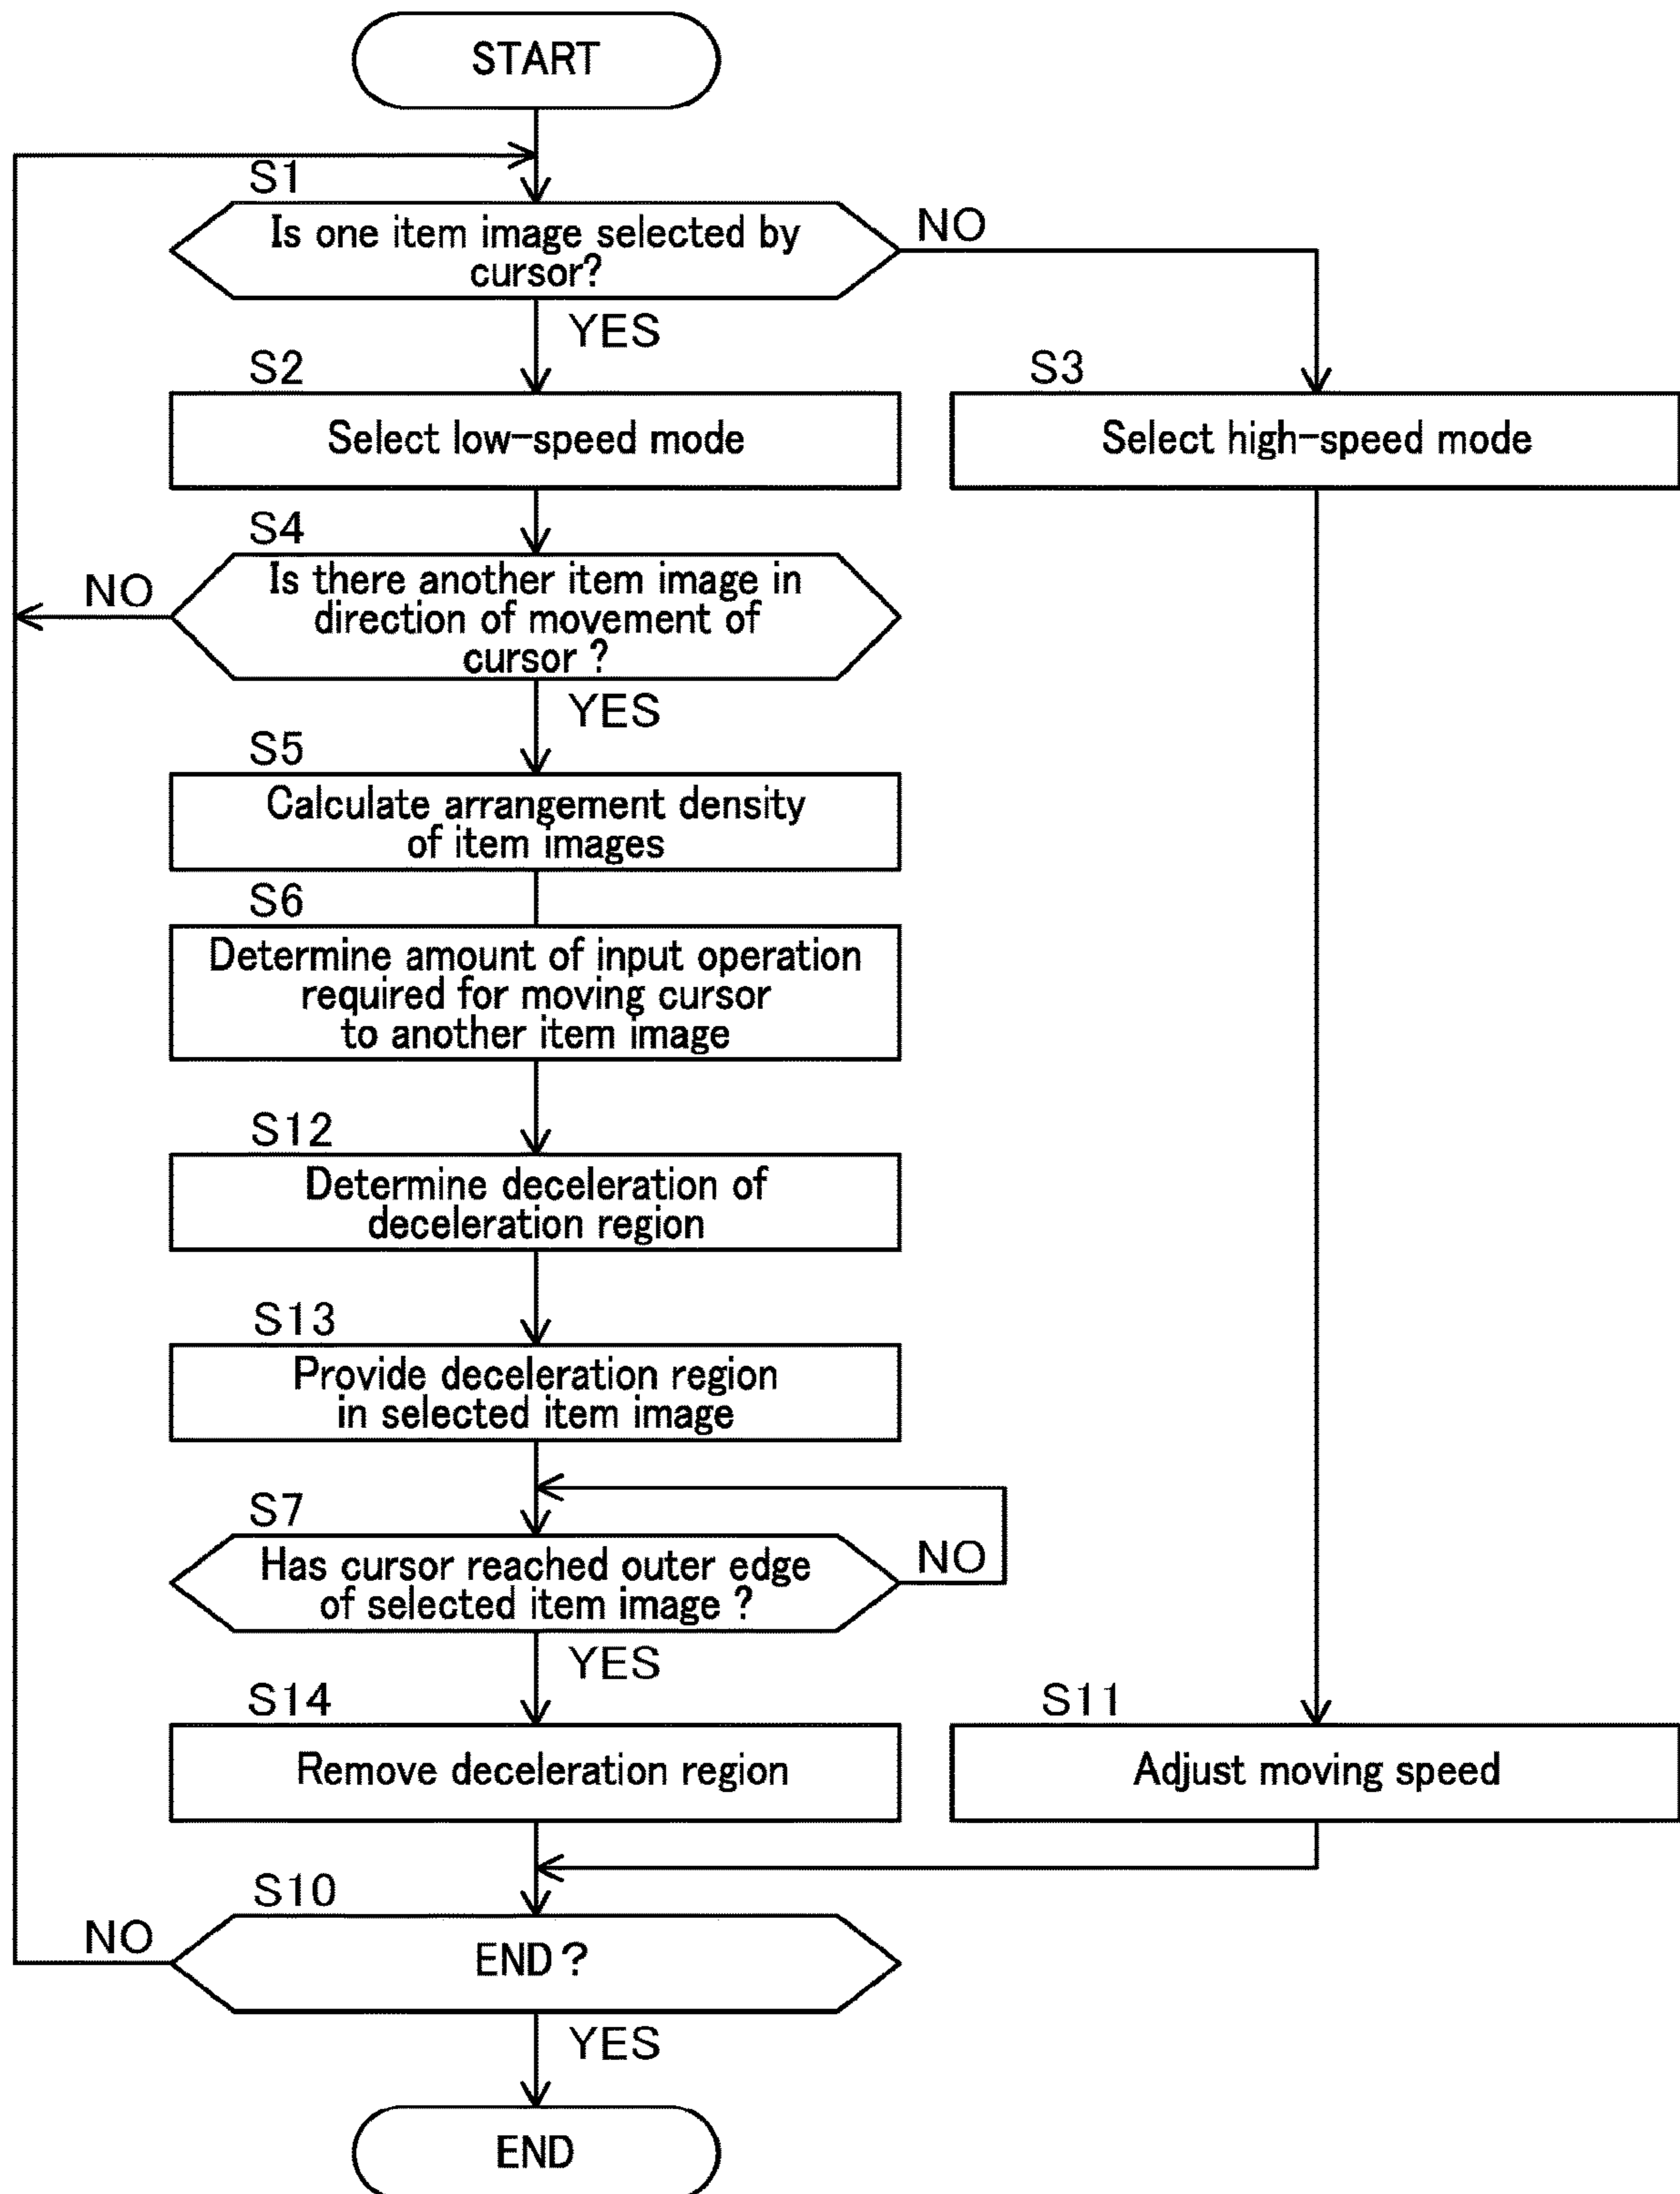 START
S1
Is one item image selected by
cursor?
NO
YES
S2
Select low-speed mode
S3
Select high-speed mode
S4
Is there another item image in
direction of movement of
cursor ?
NO
YES
S5
Calculate arrangement density
of item images
S6
Determine amount of input operation
required for moving cursor
to another item image
S12
Determine deceleration of
deceleration region
S13
Provide deceleration region
in selected item image
S7
Has cursor reached outer edge
of selected item image ?
NO
YES
S14
Remove deceleration region
S11
Adjust moving speed
S10
END ?
NO
YES
END